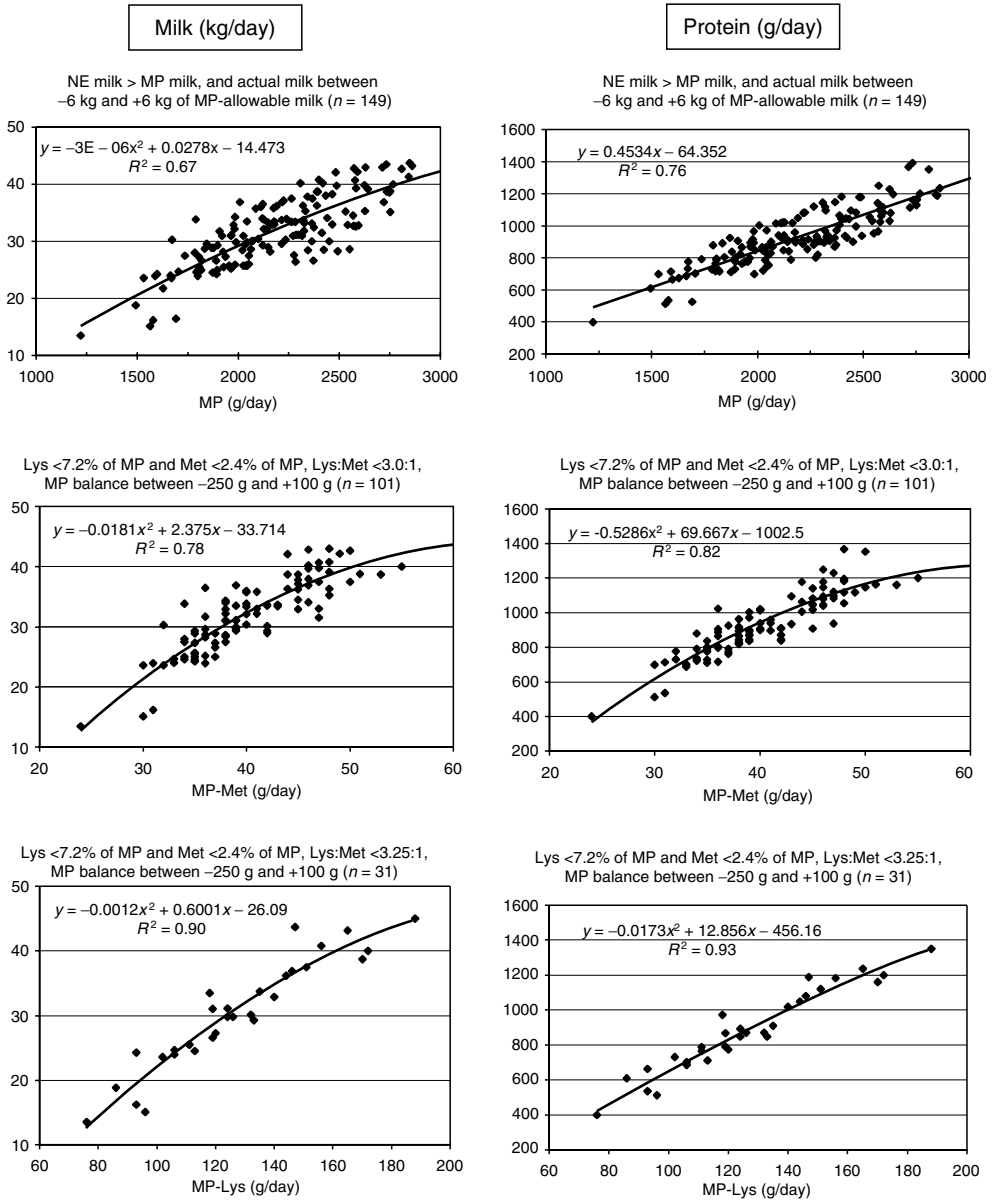 Milk (kg/day)
Protein (g/day)
NE milk > MP milk, and actual milk between
–6 kg and +6 kg of MP-allowable milk (n = 149)
50
40
30
20
10
y = –3E – 06x² + 0.0278x – 14.473
R² = 0.67
1000 1500 2000 2500 3000
MP (g/day)
NE milk > MP milk, and actual milk between
–6 kg and +6 kg of MP-allowable milk (n = 149)
1600
1400
1200
1000
800
600
400
200
y = 0.4534x – 64.352
R² = 0.76
1000 1500 2000 2500 3000
MP (g/day)
Lys <7.2% of MP and Met <2.4% of MP, Lys:Met <3.0:1,
MP balance between –250 g and +100 g (n = 101)
50
40
30
20
10
y = –0.0181x² + 2.375x – 33.714
R² = 0.78
20 30 40 50 60
MP-Met (g/day)
Lys <7.2% of MP and Met <2.4% of MP, Lys:Met <3.0:1,
MP balance between –250 g and +100 g (n = 101)
1600
1400
1200
1000
800
600
400
200
y = -0.5286x² + 69.667x – 1002.5
R² = 0.82
20 30 40 50 60
MP-Met (g/day)
Lys <7.2% of MP and Met <2.4% of MP, Lys:Met <3.25:1,
MP balance between –250 g and +100 g (n = 31)
50
40
30
20
10
y = –0.0012x² + 0.6001x – 26.09
R² = 0.90
60 80 100 120 140 160 180 200
MP-Lys (g/day)
Lys <7.2% of MP and Met <2.4% of MP, Lys:Met <3.25:1,
MP balance between –250 g and +100 g (n = 31)
1600
1400
1200
1000
800
600
400
200
y = –0.0173x² + 12.856x – 456.16
R² = 0.93
60 80 100 120 140 160 180 200
MP-Lys (g/day)